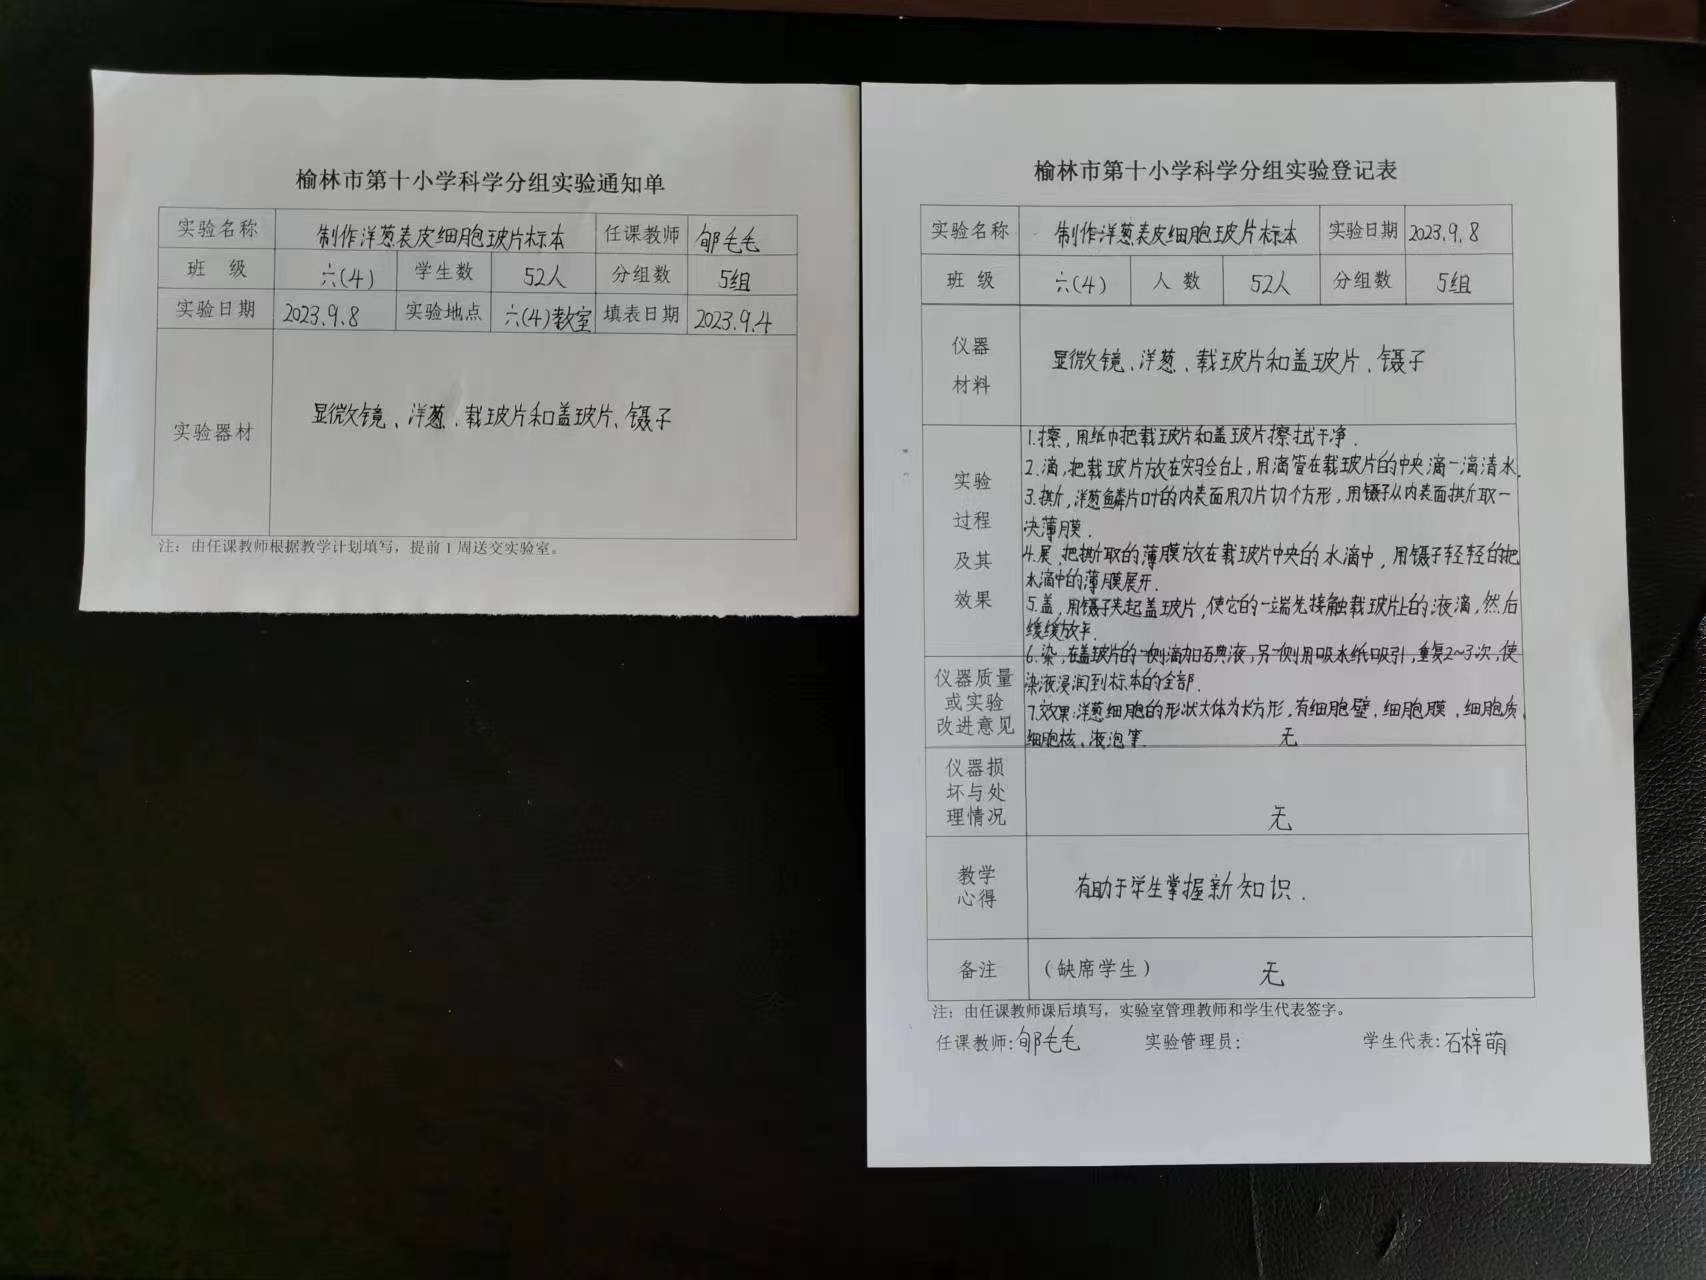 榆林市第十小学科学分组实验通知单
实验名称 制作洋葱表皮细胞玻片标本 任课教师 郇毛毛
班 级 六(4) 学生数 52人 分组数 5组
实验日期 2023.9.8 实验地点 六(4)教室 填表日期 2023.9.4
实验器材 显微镜、洋葱、载玻片和盖玻片、镊子
注：由任课教师根据教学计划填写，提前1周送交实验室。
榆林市第十小学科学分组实验登记表
实验名称 制作洋葱表皮细胞玻片标本 实验日期 2023.9.8
班 级 六(4) 人 数 52人 分组数 5组
仪器
材料
显微镜、洋葱、载玻片和盖玻片、镊子
实验
过程
及其
效果
1.擦，用纸巾把载玻片和盖玻片擦拭干净.
2.滴，把载玻片放在实验台上，用滴管在载玻片的中央滴一滴清水.
3.撕，洋葱鳞片叶的内表面用刀片切个方形，用镊子从内表面撕取一
块薄膜.
4.展，把撕取的薄膜放在载玻片中央的水滴中，用镊子轻轻的把
水滴中的薄膜展开.
5.盖，用镊子夹起盖玻片，使它的一端先接触载玻片上的液滴，然后
缓缓放平.
6.染，在盖玻片的一侧滴加碘液，另一侧用吸水纸吸引，重复2~3次，使
染液浸润到标本的全部.
7.效果：洋葱细胞的形状大体为长方形，有细胞壁，细胞膜，细胞质，
细胞核、液泡等.
仪器质量
或实验
改进意见
无
仪器损
坏与处
理情况
无
教学
心得
有助于学生掌握新知识.
备注 （缺席学生） 无
注：由任课教师课后填写，实验室管理教师和学生代表签字。
任课教师：郇毛毛 实验管理员： 学生代表：石梓萌